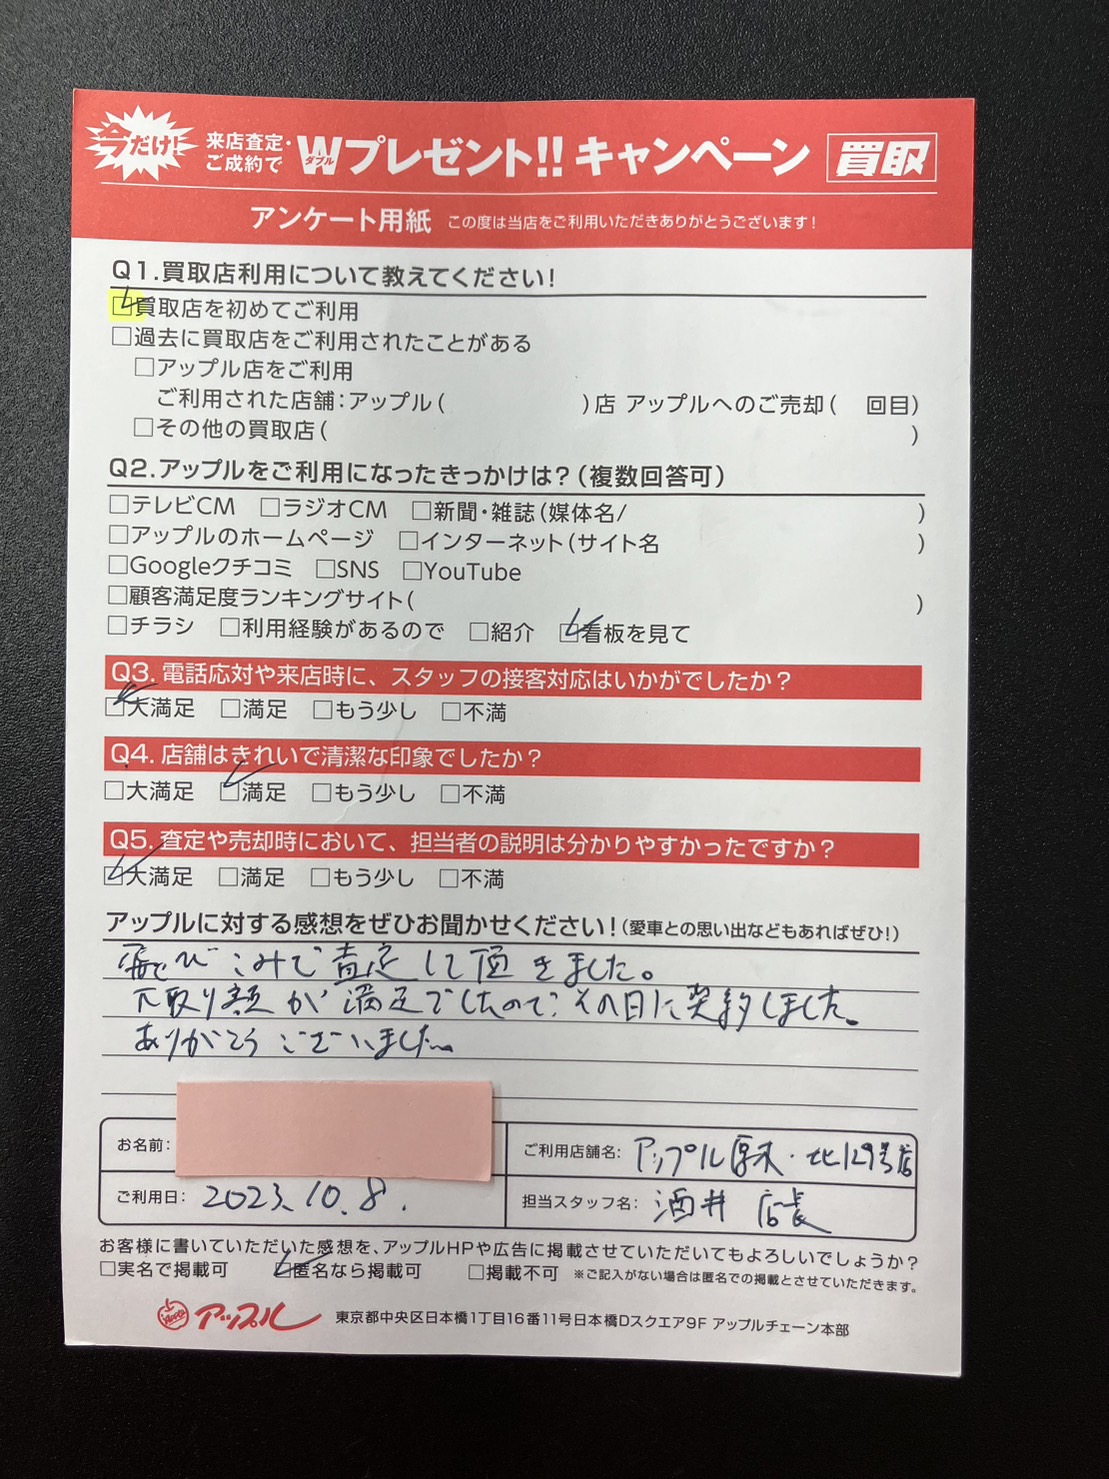 今だけ!
来店査定・
ご成約で
Wプレゼント!! キャンペーン 買取
ダブル
アンケート用紙 この度は当店をご利用いただきありがとうございます!
Q1.買取店利用について教えてください!
□買取店を初めてご利用
□過去に買取店をご利用されたことがある
□アップル店をご利用
ご利用された店舗:アップル( )店 アップルへのご売却( 回目)
□その他の買取店( )
Q2.アップルをご利用になったきっかけは?(複数回答可)
□テレビCM □ラジオCM □新聞・雑誌(媒体名/ )
□アップルのホームページ □インターネット(サイト名 )
□Googleクチコミ □SNS □YouTube
□顧客満足度ランキングサイト( )
□チラシ □利用経験があるので □紹介 □看板を見て
Q3. 電話応対や来店時に、スタッフの接客対応はいかがでしたか?
□大満足 □満足 □もう少し □不満
Q4. 店舗はきれいで清潔な印象でしたか?
□大満足 □満足 □もう少し □不満
Q5. 査定や売却時において、担当者の説明は分かりやすかったですか?
□大満足 □満足 □もう少し □不満
アップルに対する感想をぜひお聞かせください!(愛車との思い出などもあればぜひ!)
飛びこみで査定して頂きました。
下取り額が満足でしたので、その日に契約しました。
ありがとうございました。
お名前: ご利用店舗名: アップル厚木・北129号店
ご利用日: 2023.10.8. 担当スタッフ名: 酒井 店長
お客様に書いていただいた感想を、アップルHPや広告に掲載させていただいてもよろしいでしょうか?
□実名で掲載可 □匿名なら掲載可 □掲載不可 ※ご記入がない場合は匿名での掲載とさせていただきます。
アップル 東京都中央区日本橋1丁目16番11号日本橋Dスクエア9F アップルチェーン本部